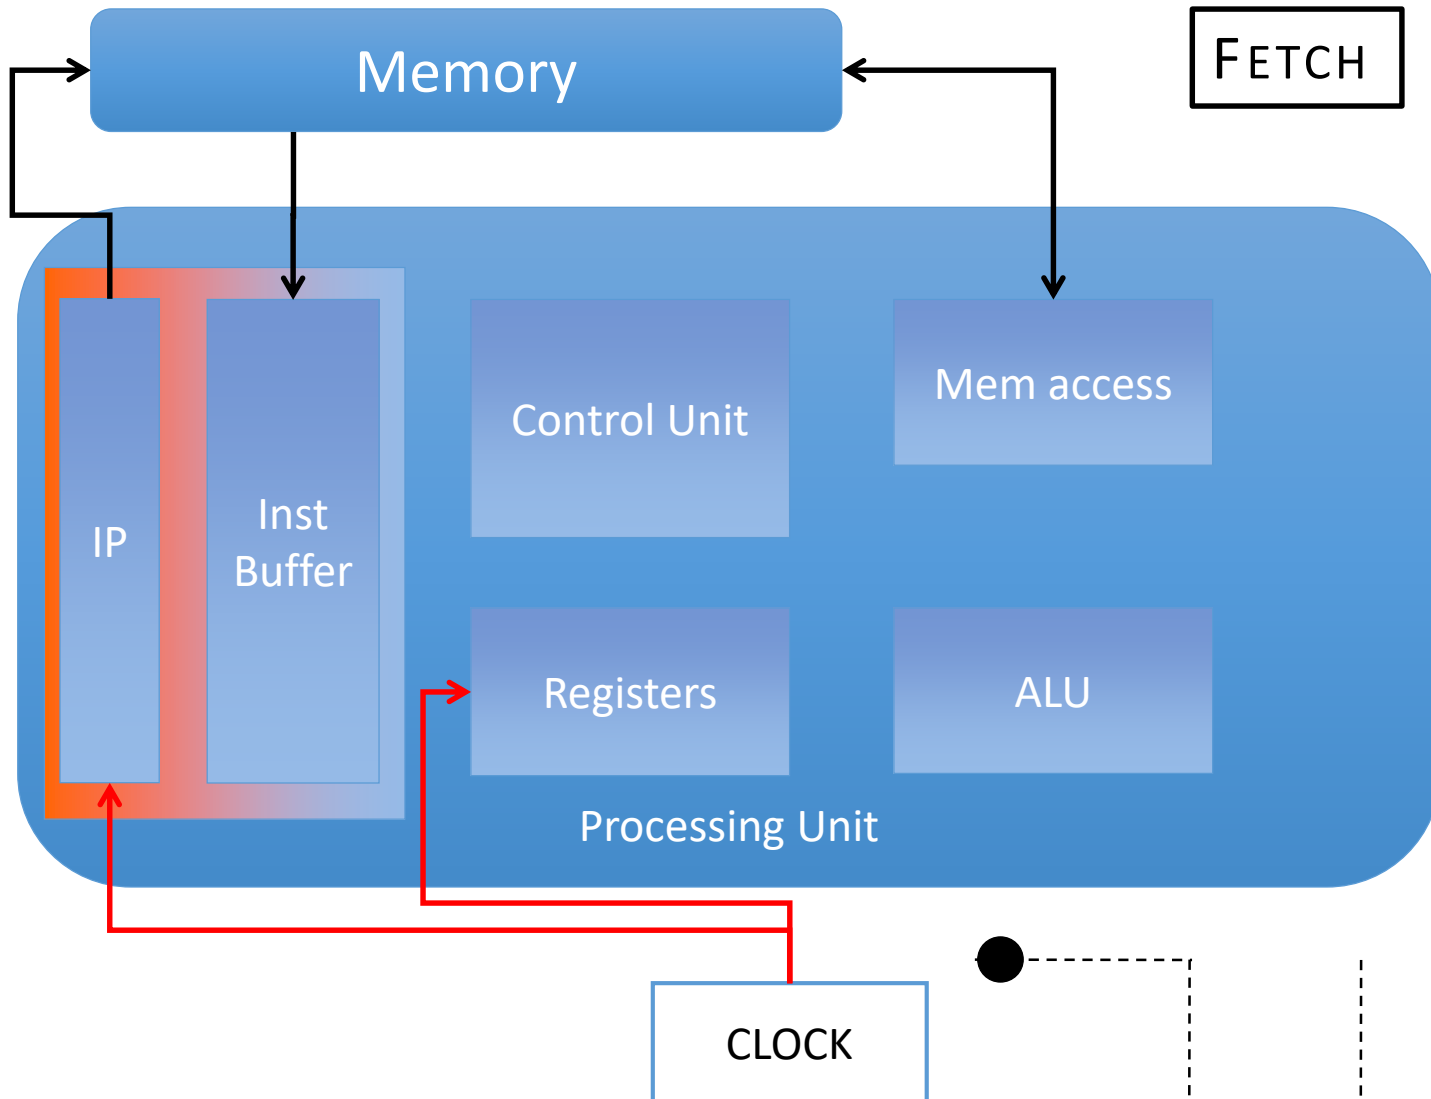 Memory
FETCH
IP
Inst
Buffer
Control Unit
Mem access
Registers
ALU
Processing Unit
CLOCK